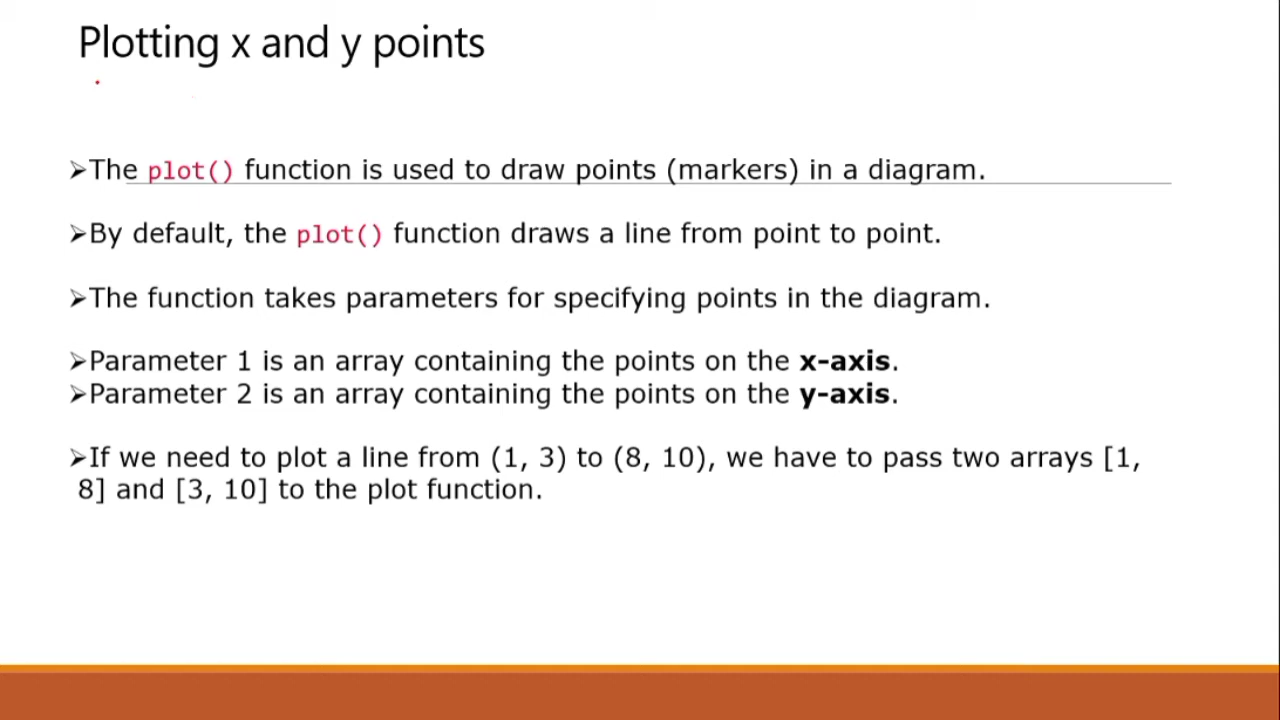 Plotting x and y points
➢The plot() function is used to draw points (markers) in a diagram.
➢By default, the plot() function draws a line from point to point.
➢The function takes parameters for specifying points in the diagram.
➢Parameter 1 is an array containing the points on the x-axis.
➢Parameter 2 is an array containing the points on the y-axis.
➢If we need to plot a line from (1, 3) to (8, 10), we have to pass two arrays [1,
8] and [3, 10] to the plot function.